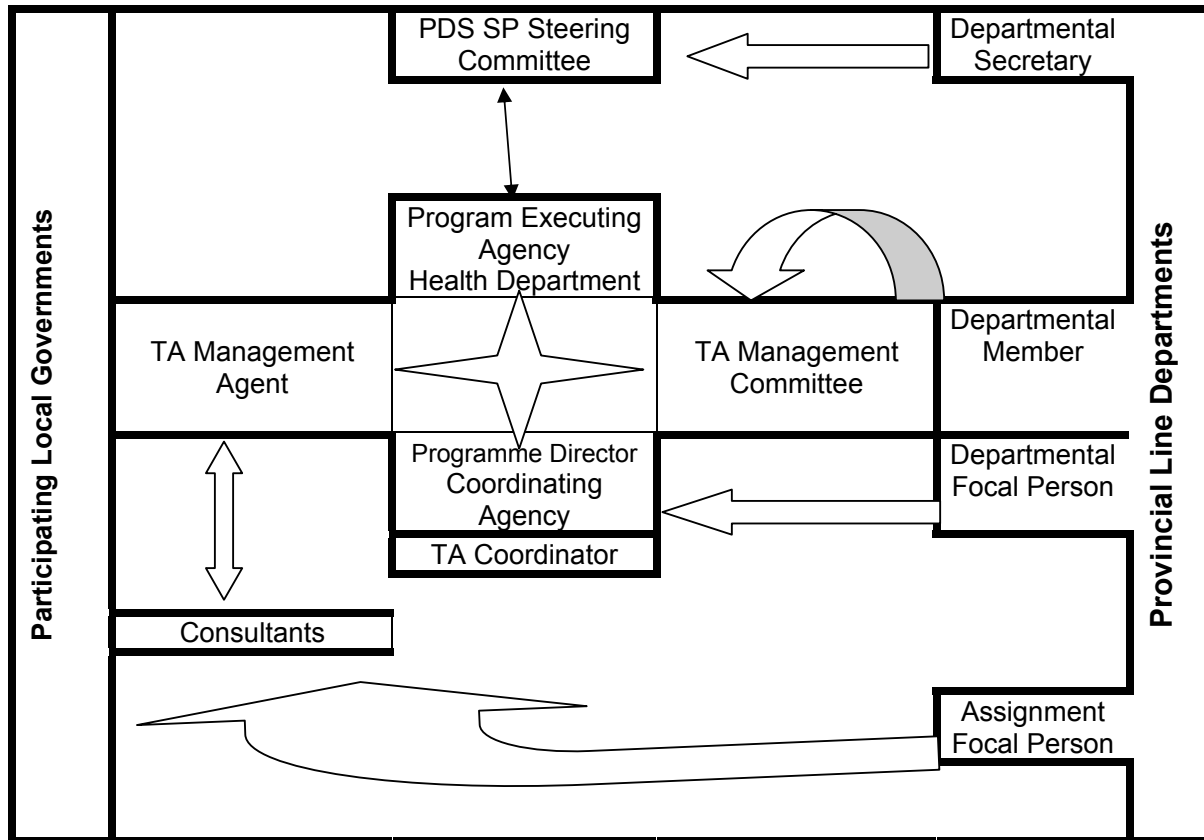 Participating Local Governments
PDS SP Steering
Committee
Departmental
Secretary
Program Executing
Agency
Health Department
TA Management
Agent
TA Management
Committee
Departmental
Member
Programme Director
Coordinating
Agency
TA Coordinator
Departmental
Focal Person
Consultants
Assignment
Focal Person
Provincial Line Departments